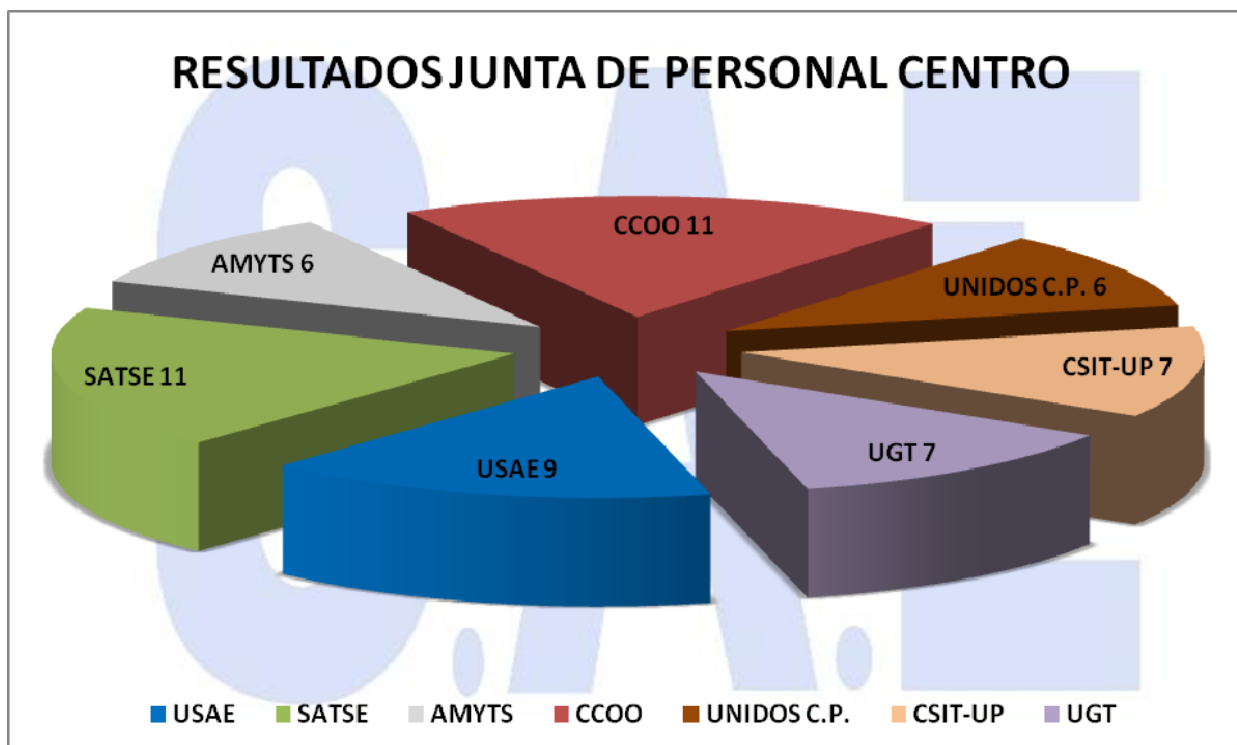 RESULTADOS JUNTA DE PERSONAL CENTRO
CCOO 11
AMYTS 6
UNIDOS C.P. 6
CSIT-UP 7
SATSE 11
UGT 7
USAE 9
S.A.E
USAE SATSE AMYTS CCOO UNIDOS C.P. CSIT-UP UGT